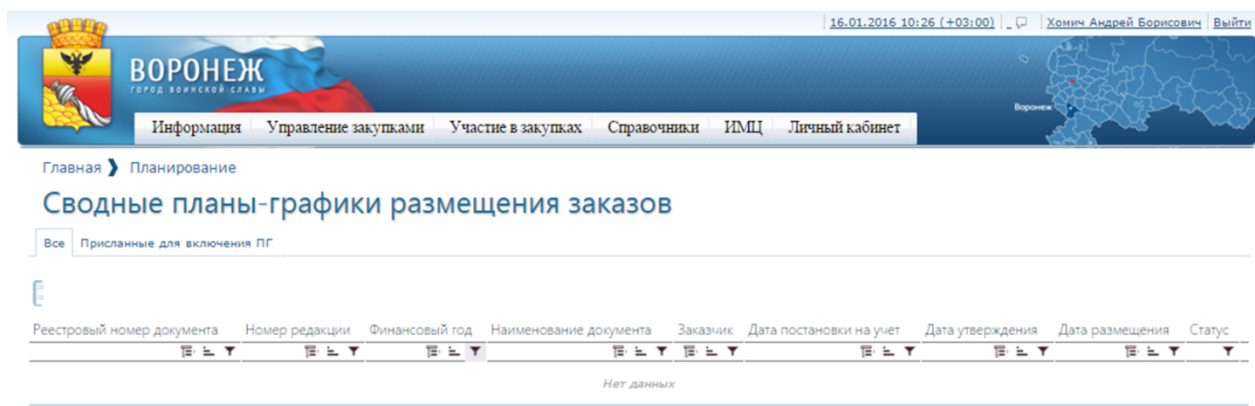 16.01.2016 10:26 (+03:00) Хомич Андрей Борисович Выйти
ВОРОНЕЖ
ГОРОД ВОИНСКОЙ СЛАВЫ
Воронеж
Информация Управление закупками Участие в закупках Справочники ИМЦ Личный кабинет
Главная ❯ Планирование
Сводные планы-графики размещения заказов
Все Присланные для включения ПГ
Реестровый номер документа Номер редакции Финансовый год Наименование документа Заказчик Дата постановки на учет Дата утверждения Дата размещения Статус
Нет данных